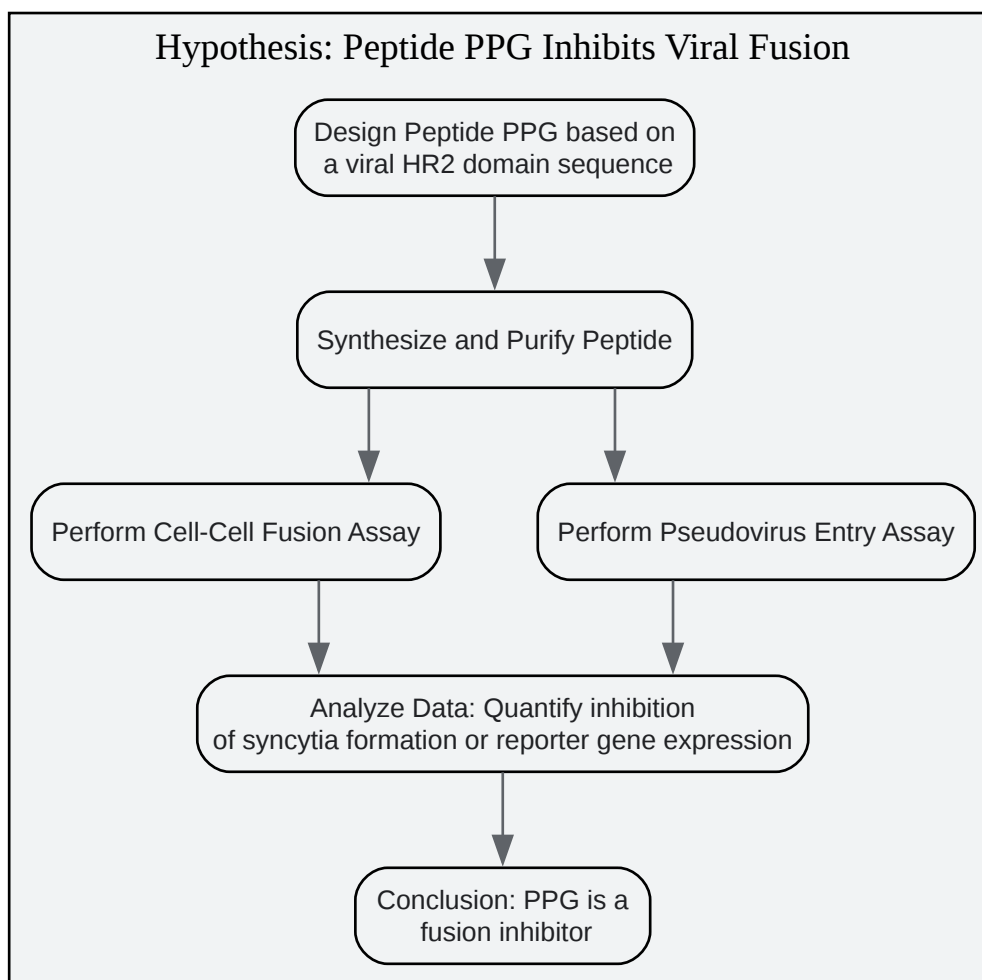 Hypothesis: Peptide PPG Inhibits Viral Fusion
Design Peptide PPG based on
a viral HR2 domain sequence
Synthesize and Purify Peptide
Perform Cell-Cell Fusion Assay
Perform Pseudovirus Entry Assay
Analyze Data: Quantify inhibition
of syncytia formation or reporter gene expression
Conclusion: PPG is a
fusion inhibitor